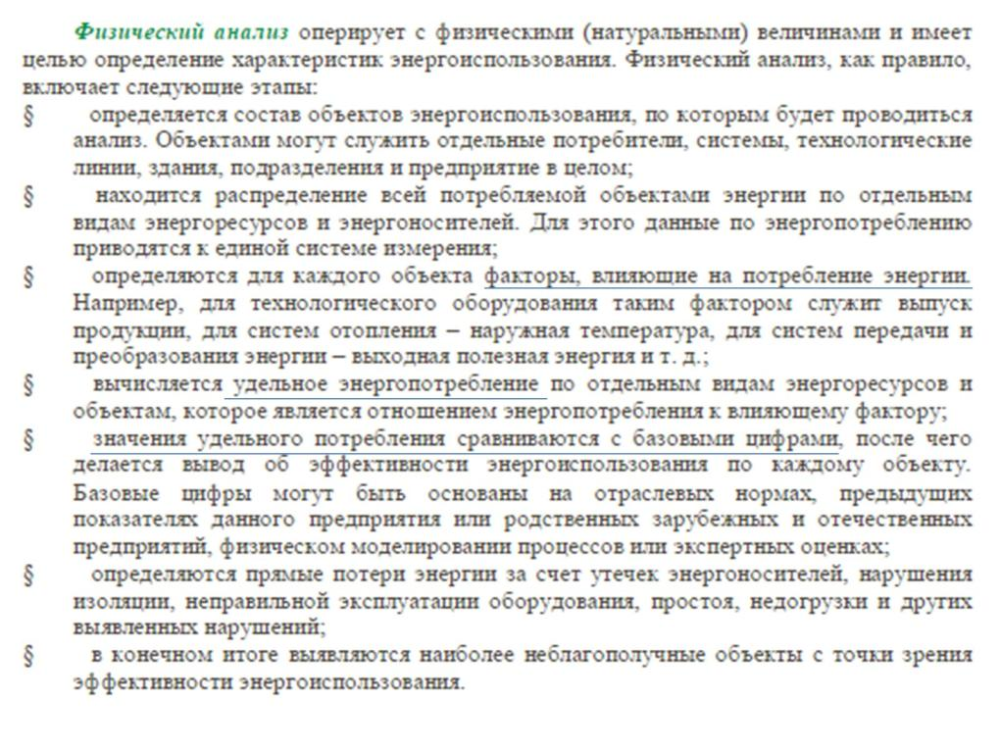 Физический анализ оперирует с физическими (натуральными) величинами и имеет
целью определение характеристик энергоиспользования. Физический анализ, как правило,
включает следующие этапы:
§ определяется состав объектов энергоиспользования, по которым будет проводиться
анализ. Объектами могут служить отдельные потребители, системы, технологические
линии, здания, подразделения и предприятие в целом;
§ находится распределение всей потребляемой объектами энергии по отдельным
видам энергоресурсов и энергоносителей. Для этого данные по энергопотреблению
приводятся к единой системе измерения;
§ определяются для каждого объекта факторы, влияющие на потребление энергии.
Например, для технологического оборудования таким фактором служит выпуск
продукции, для систем отопления – наружная температура, для систем передачи и
преобразования энергии – выходная полезная энергия и т. д.;
§ вычисляется удельное энергопотребление по отдельным видам энергоресурсов и
объектам, которое является отношением энергопотребления к влияющему фактору;
§ значения удельного потребления сравниваются с базовыми цифрами, после чего
делается вывод об эффективности энергоиспользования по каждому объекту.
Базовые цифры могут быть основаны на отраслевых нормах, предыдущих
показателях данного предприятия или родственных зарубежных и отечественных
предприятий, физическом моделировании процессов или экспертных оценках;
§ определяются прямые потери энергии за счет утечек энергоносителей, нарушения
изоляции, неправильной эксплуатации оборудования, простоя, недогрузки и других
выявленных нарушений;
§ в конечном итоге выявляются наиболее неблагополучные объекты с точки зрения
эффективности энергоиспользования.